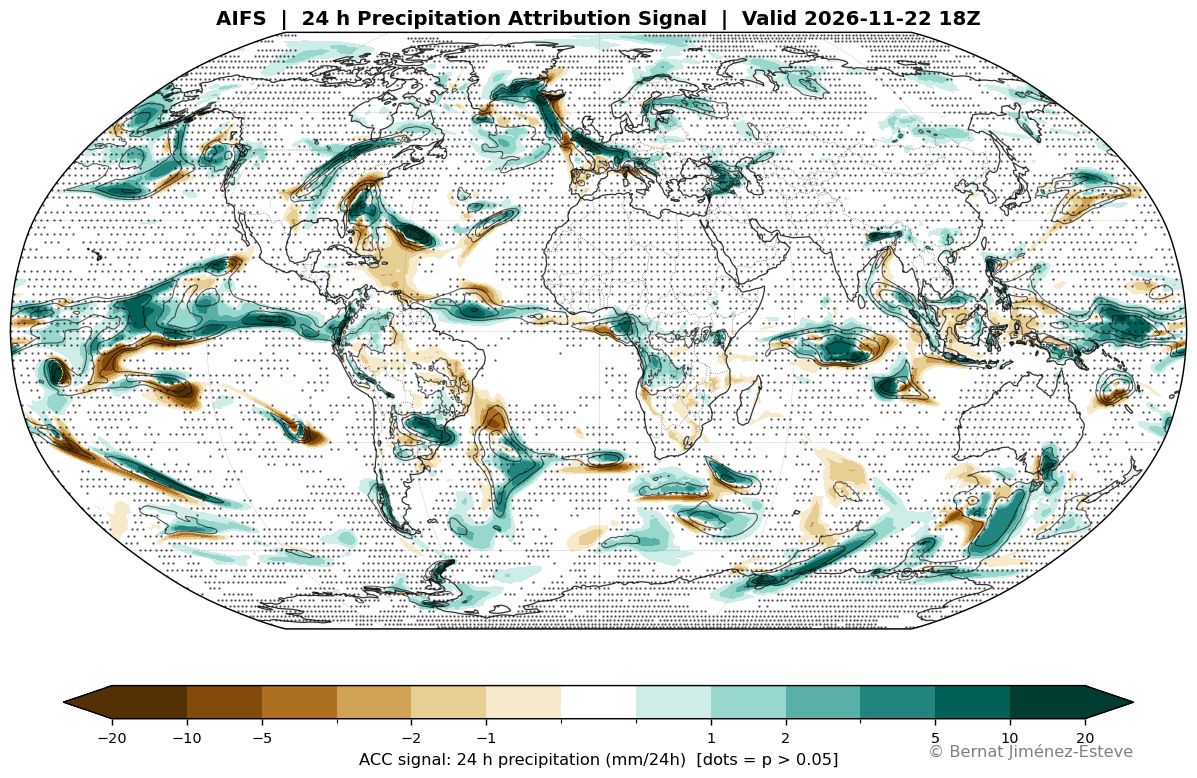 AIFS | 24 h Precipitation Attribution Signal | Valid 2026-11-22 18Z
−20 −10 −5 −2 −1 1 2 5 10 20
© Bernat Jiménez-Esteve
ACC signal: 24 h precipitation (mm/24h) [dots = p > 0.05]